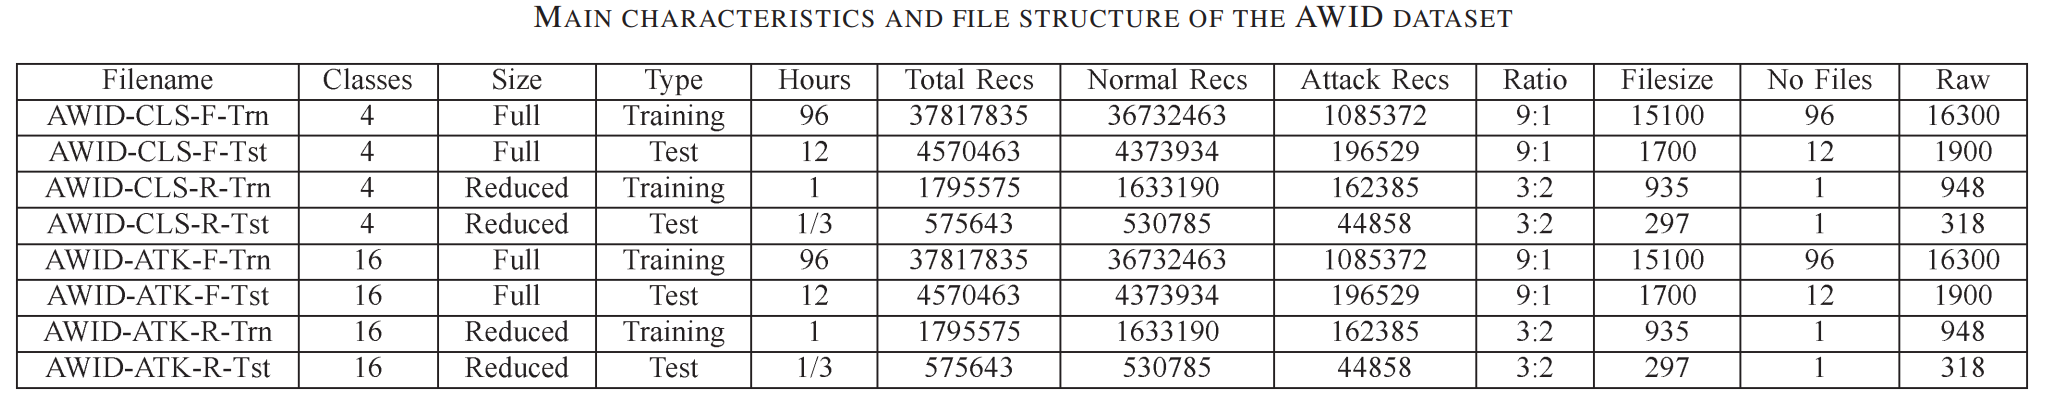 MAIN CHARACTERISTICS AND FILE STRUCTURE OF THE AWID DATASET
Filename Classes Size Type Hours Total Recs Normal Recs Attack Recs Ratio Filesize No Files Raw
AWID-CLS-F-Trn 4 Full Training 96 37817835 36732463 1085372 9:1 15100 96 16300
AWID-CLS-F-Tst 4 Full Test 12 4570463 4373934 196529 9:1 1700 12 1900
AWID-CLS-R-Trn 4 Reduced Training 1 1795575 1633190 162385 3:2 935 1 948
AWID-CLS-R-Tst 4 Reduced Test 1/3 575643 530785 44858 3:2 297 1 318
AWID-ATK-F-Trn 16 Full Training 96 37817835 36732463 1085372 9:1 15100 96 16300
AWID-ATK-F-Tst 16 Full Test 12 4570463 4373934 196529 9:1 1700 12 1900
AWID-ATK-R-Trn 16 Reduced Training 1 1795575 1633190 162385 3:2 935 1 948
AWID-ATK-R-Tst 16 Reduced Test 1/3 575643 530785 44858 3:2 297 1 318